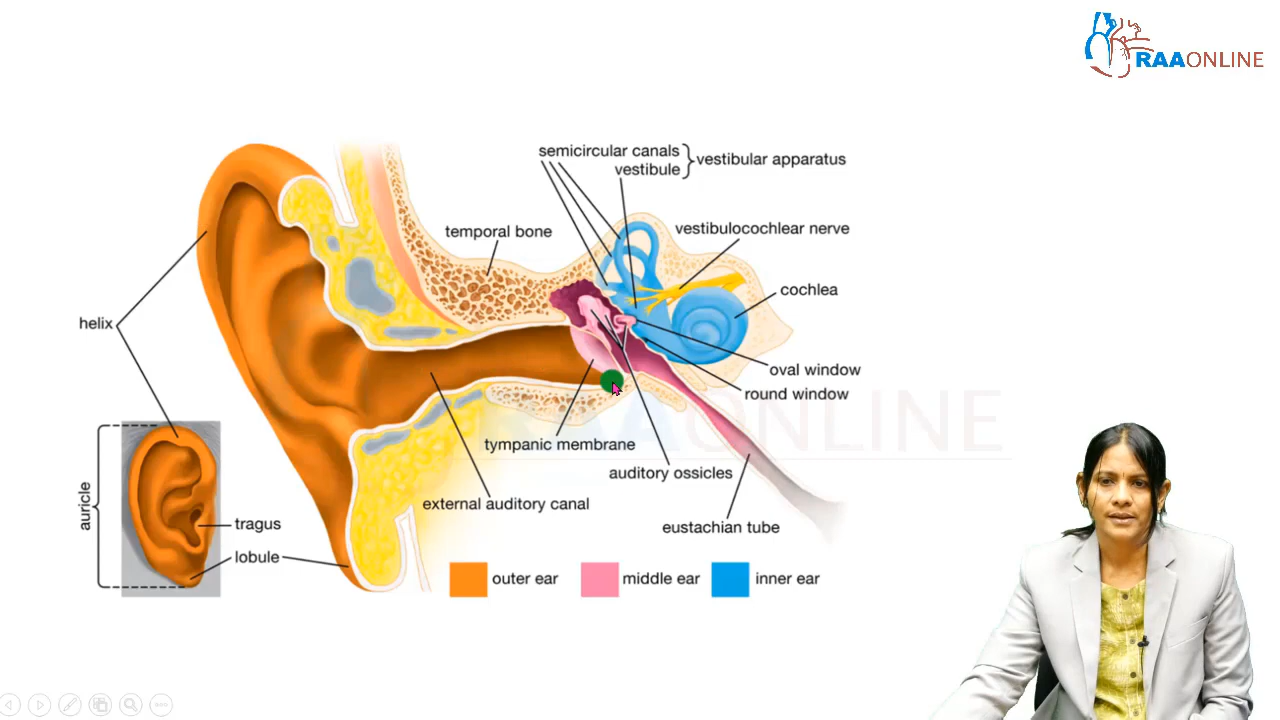 RAAONLINE
semicircular canals
vestibule
vestibular apparatus
temporal bone
vestibulocochlear nerve
cochlea
helix
oval window
round window
RAAONLINE
tympanic membrane
auditory ossicles
external auditory canal
eustachian tube
auricle
tragus
lobule
outer ear
middle ear
inner ear